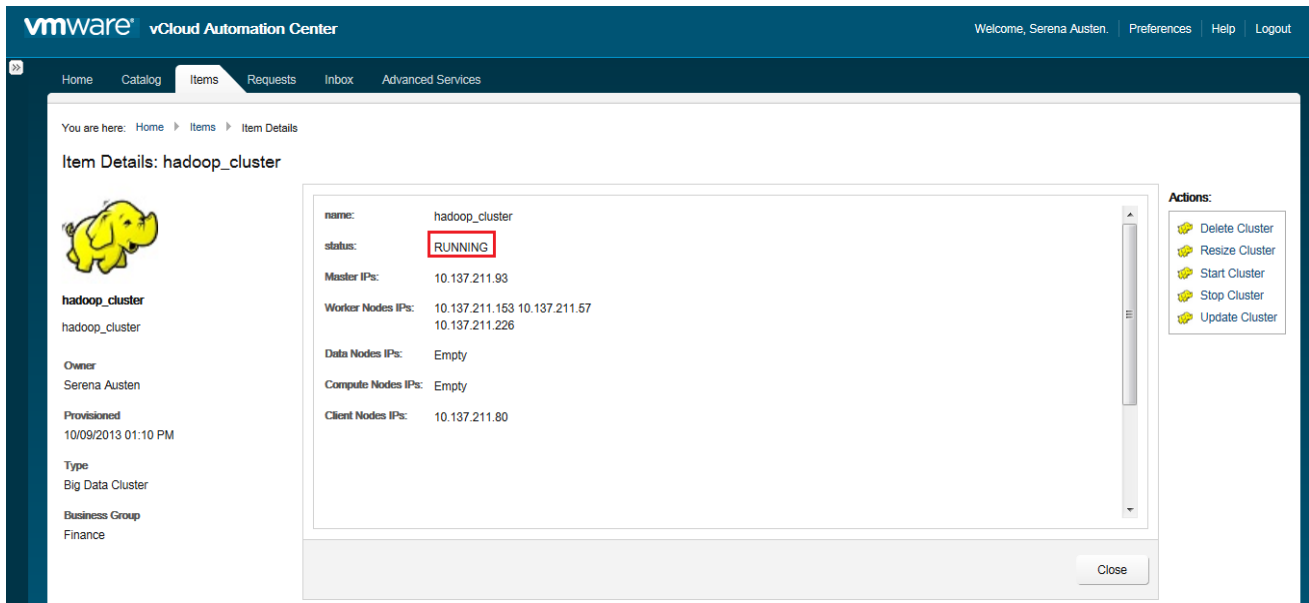 vmware® vCloud Automation Center
Welcome, Serena Austen. Preferences Help Logout
Home Catalog Items Requests Inbox Advanced Services
You are here: Home Items Item Details
Item Details: hadoop_cluster
hadoop_cluster
hadoop_cluster
Owner
Serena Austen
Provisioned
10/09/2013 01:10 PM
Type
Big Data Cluster
Business Group
Finance
name: hadoop_cluster
status: RUNNING
Master IPs: 10.137.211.93
Worker Nodes IPs: 10.137.211.153 10.137.211.57
10.137.211.226
Data Nodes IPs: Empty
Compute Nodes IPs: Empty
Client Nodes IPs: 10.137.211.80
Close
Actions:
Delete Cluster
Resize Cluster
Start Cluster
Stop Cluster
Update Cluster